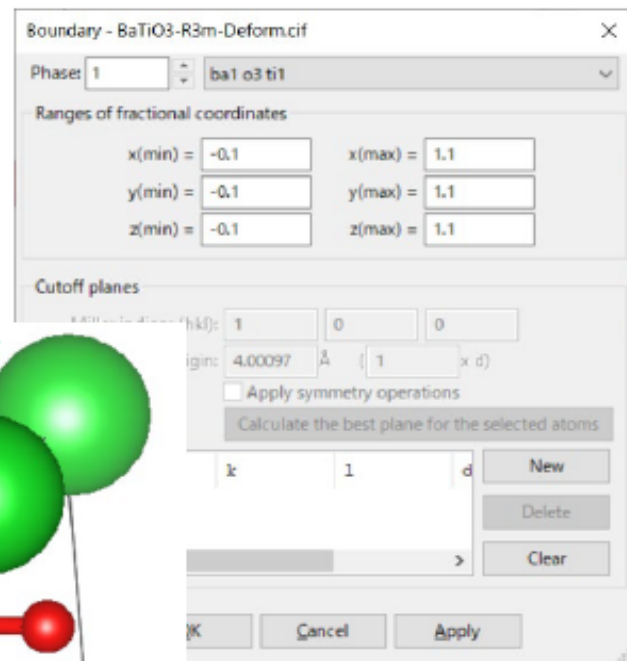 Boundary - BaTiO3-R3m-Deform.cif
Phase: 1 ba1 o3 ti1
Ranges of fractional coordinates
x(min) = -0.1 x(max) = 1.1
y(min) = -0.1 y(max) = 1.1
z(min) = -0.1 z(max) = 1.1
Cutoff planes
(hkl): 1 0 0
4.00097 Å ( 1 x d)
Apply symmetry operations
Calculate the best plane for the selected atoms
k l d New
Delete
Clear
Cancel Apply